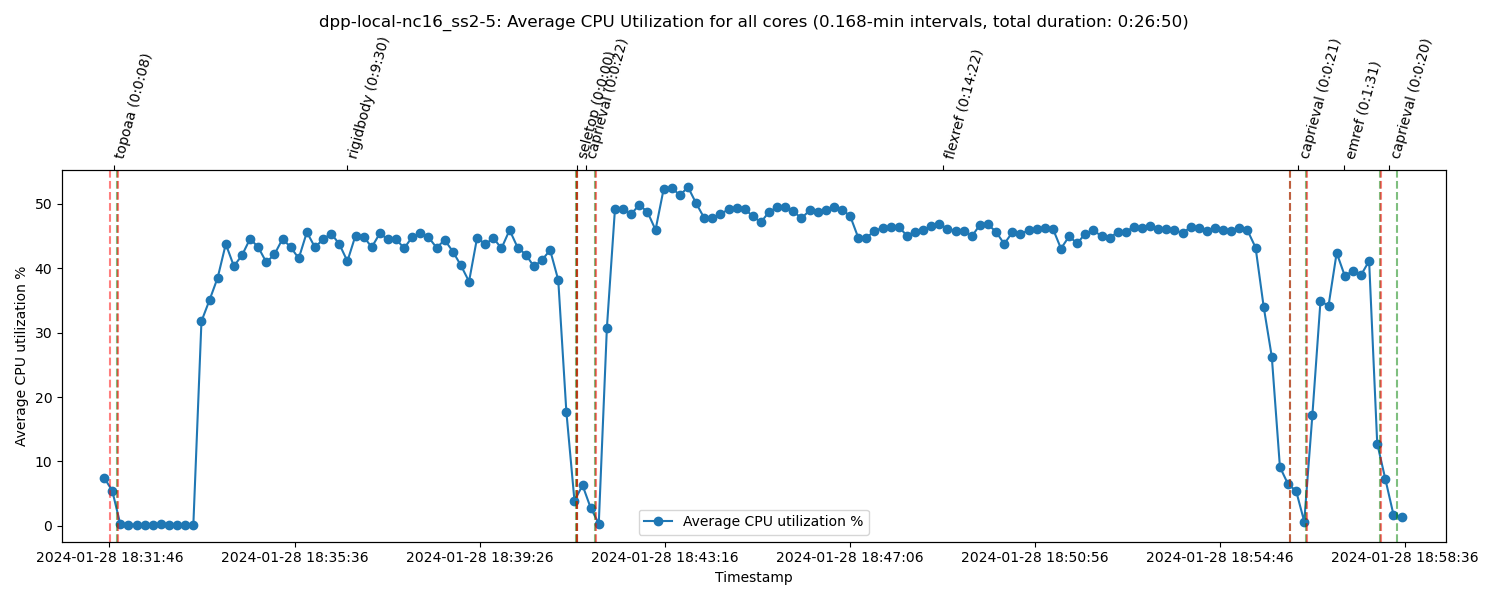 dpp-local-nc16_ss2-5: Average CPU Utilization for all cores (0.168-min intervals, total duration: 0:26:50)
topoaa (0:0:08)
rigidbody (0:9:30)
seletop (0:0:00)
caprieval (0:0:22)
flexref (0:14:22)
caprieval (0:0:21)
emref (0:1:31)
caprieval (0:0:20)
Average CPU utilization %
50
40
30
20
10
0
Average CPU utilization %
2024-01-28 18:31:46
2024-01-28 18:35:36
2024-01-28 18:39:26
2024-01-28 18:43:16
2024-01-28 18:47:06
2024-01-28 18:50:56
2024-01-28 18:54:46
2024-01-28 18:58:36
Timestamp